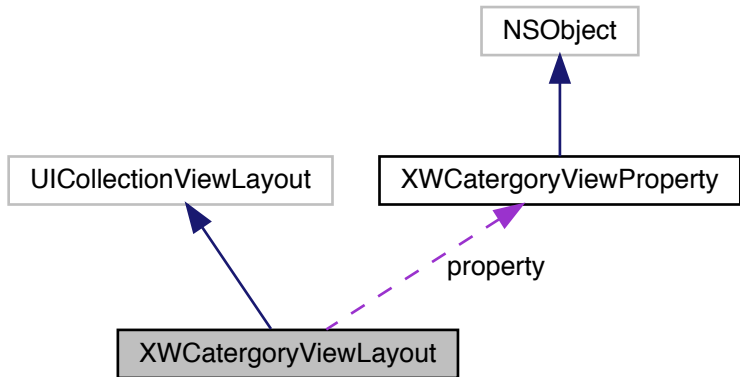 NSObject
UICollectionViewLayout
XWCatergoryViewProperty
property
XWCatergoryViewLayout